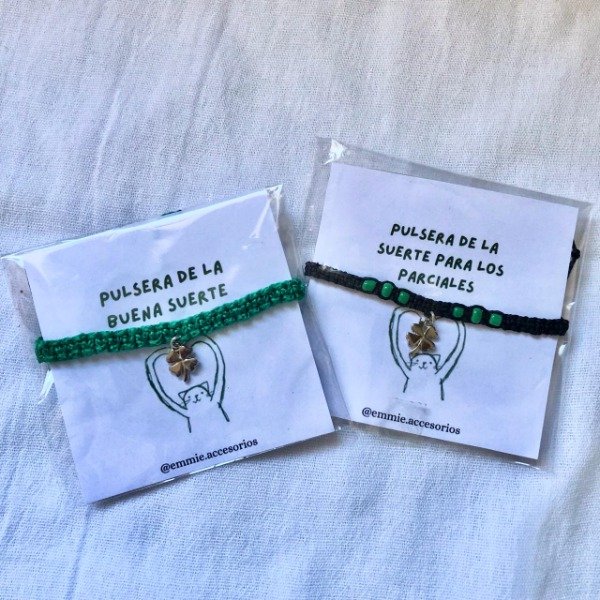 PULSERA DE LA
BUENA SUERTE
@emmie.accesorios
PULSERA DE LA
SUERTE PARA LOS
PARCIALES
@emmie.accesorios